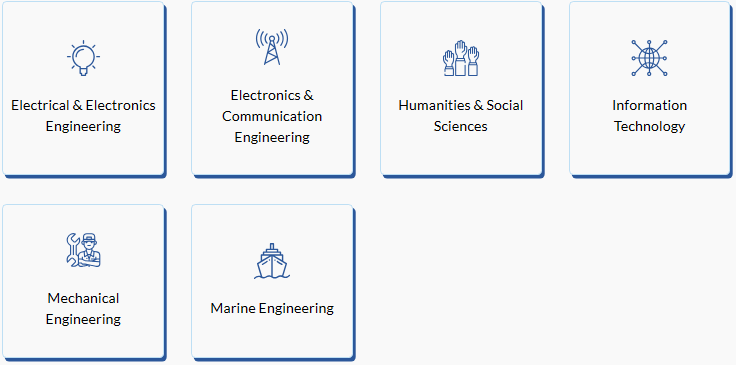 Electrical & Electronics
Engineering
Electronics &
Communication
Engineering
Humanities & Social
Sciences
Information
Technology
Mechanical
Engineering
Marine Engineering